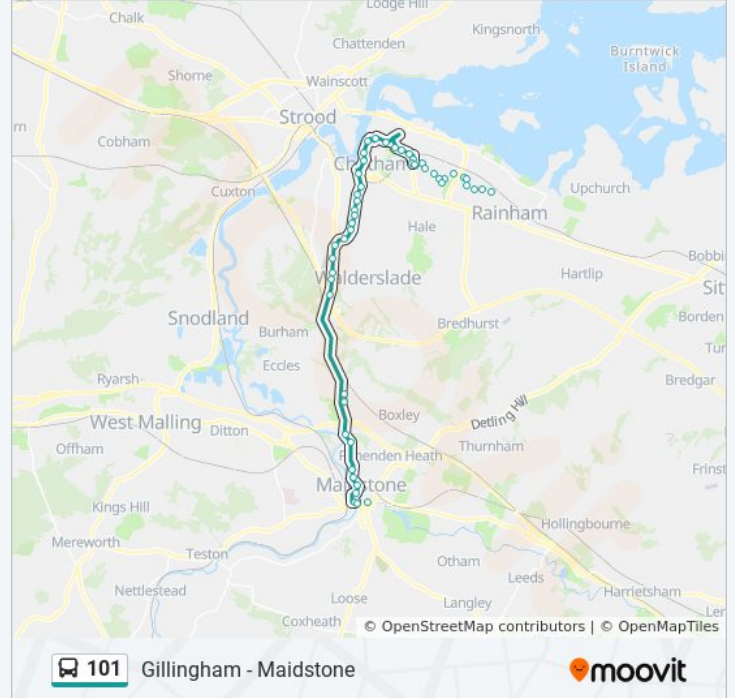 Lodge Hill
Chalk
Kingsnorth
Chattenden
Burntwick
Island
Shorne
Wainscott
Strood
Cobham
Chatham
Cuxton
Upchurch
Rainham
Hale
Bobbi
Walderslade
Hartlip
Sit
Snodland
Borden
Bredhurst
Burham
Tur
Eccles
Ryarsh
Bredgar
Detling Hill
Boxley
West Malling
Ditton
Thurnham
Offham
Penenden Heath
Frinst
Maidstone
Kings Hill
Hollingbourne
Mereworth
Teston
Otham
Leeds
Nettlestead
Harrietsham
Loose
Langley
Ler
Coxheath
© OpenStreetMap contributors | © OpenMapTiles
101 Gillingham - Maidstone
moovit